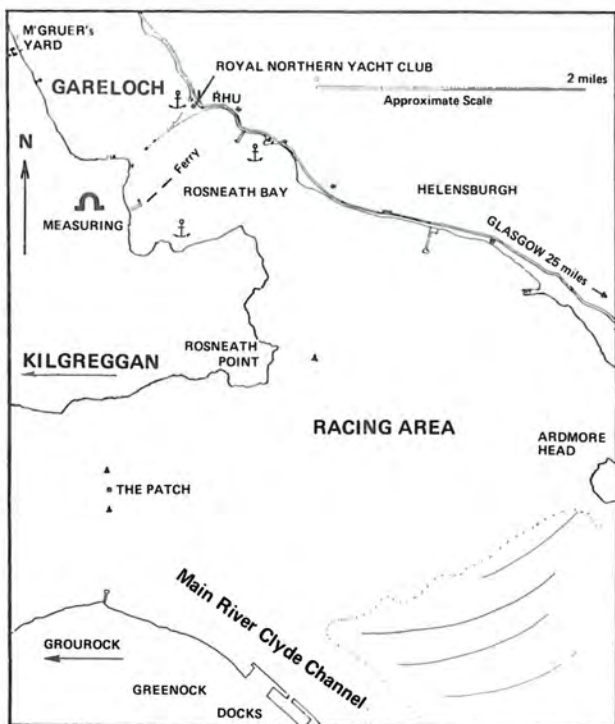 M'GRUER's
YARD
ROYAL NORTHERN YACHT CLUB
GARELOCH
RHU
2 miles
Approximate Scale
N
Ferry
ROSNEATH BAY
HELENSBURGH
MEASURING
GLASGOW 25 miles
ROSNEATH
POINT
KILGREGGAN
RACING AREA
ARDMORE
HEAD
THE PATCH
Main River Clyde Channel
GROUROCK
GREENOCK
DOCKS